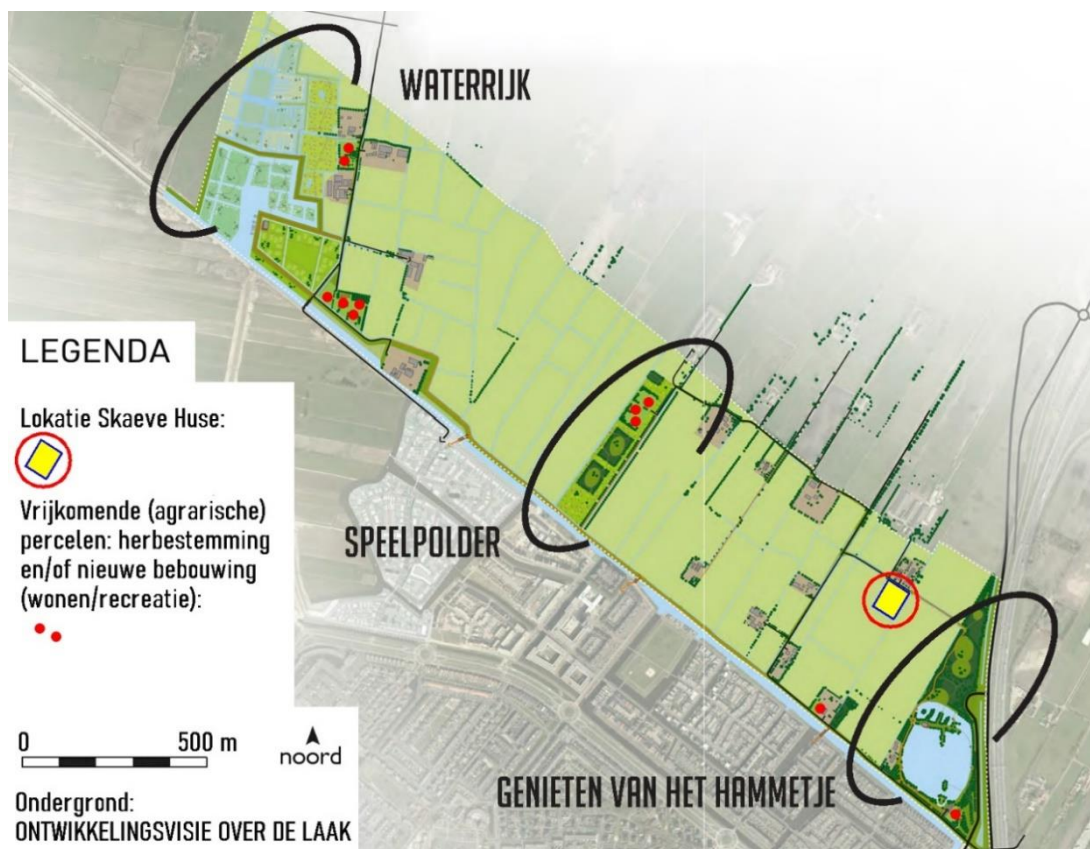 WATERRIJK
LEGENDA
Lokatie Skaeve Huse:
Vrijkomende (agrarische)
percelen: herbestemming
en/of nieuwe bebouwing
(wonen/recreatie):
SPEELPOLDER
GENIETEN VAN HET HAMMETJE
0 500 m
noord
Ondergrond:
ONTWIKKELINGSVISIE OVER DE LAAK